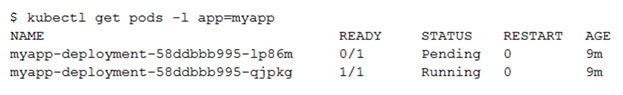 $ kubectl get pods -l app=myapp
NAME READY STATUS RESTART AGE
myapp-deployment-58ddbbb995-lp86m 0/1 Pending 0 9m
myapp-deployment-58ddbbb995-qjpkg 1/1 Running 0 9m